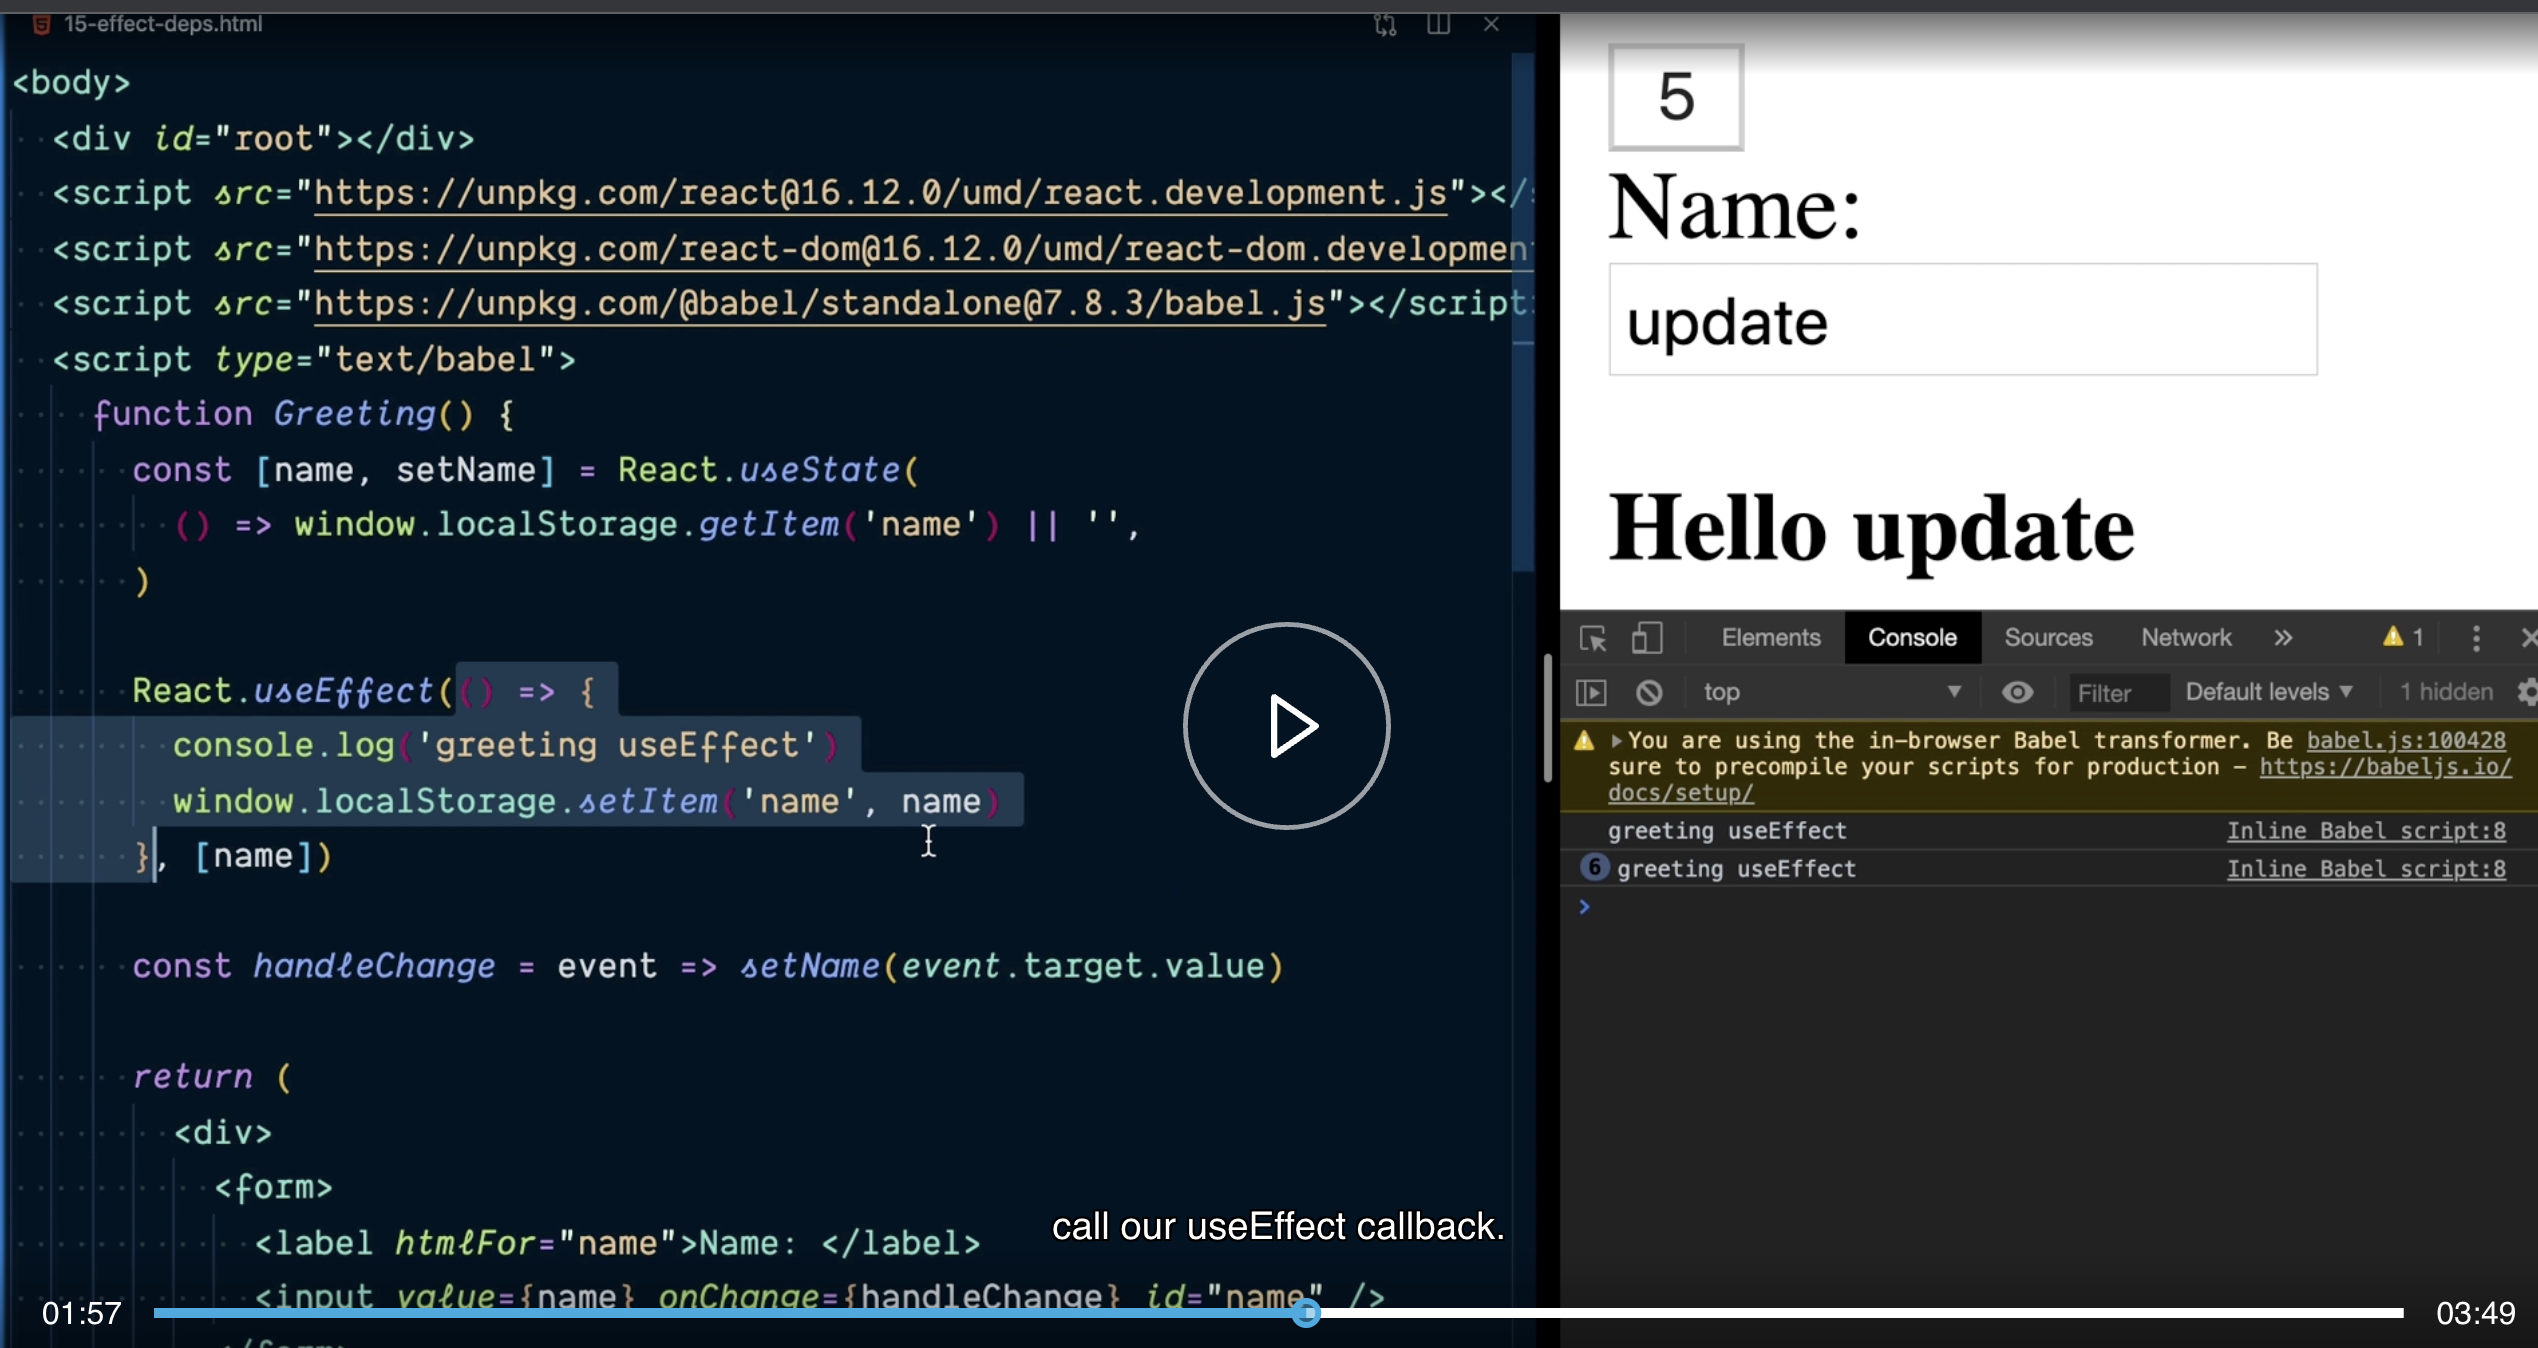 15-effect-deps.html
<body>
<div id="root"></div>
<script src="https://unpkg.com/react@16.12.0/umd/react.development.js"></
<script src="https://unpkg.com/react-dom@16.12.0/umd/react-dom.developmen
<script src="https://unpkg.com/@babel/standalone@7.8.3/babel.js"></script>
<script type="text/babel">
function Greeting() {
const [name, setName] = React.useState(
() => window.localStorage.getItem('name') || '',
)
React.useEffect(() => {
console.log('greeting useEffect')
window.localStorage.setItem('name', name)
}, [name])
const handleChange = event => setName(event.target.value)
return (
<div>
<form>
<label htmlFor="name">Name: </label>
<input value={name} onChange={handleChange} id="name" />
</form>
call our useEffect callback.
01:57
03:49
5
Name:
update
Hello update
Elements Console Sources Network » 1
top Filter Default levels 1 hidden
You are using the in-browser Babel transformer. Be babel.js:100428
sure to precompile your scripts for production – https://babeljs.io/
docs/setup/
greeting useEffect Inline Babel script:8
6 greeting useEffect Inline Babel script:8
>